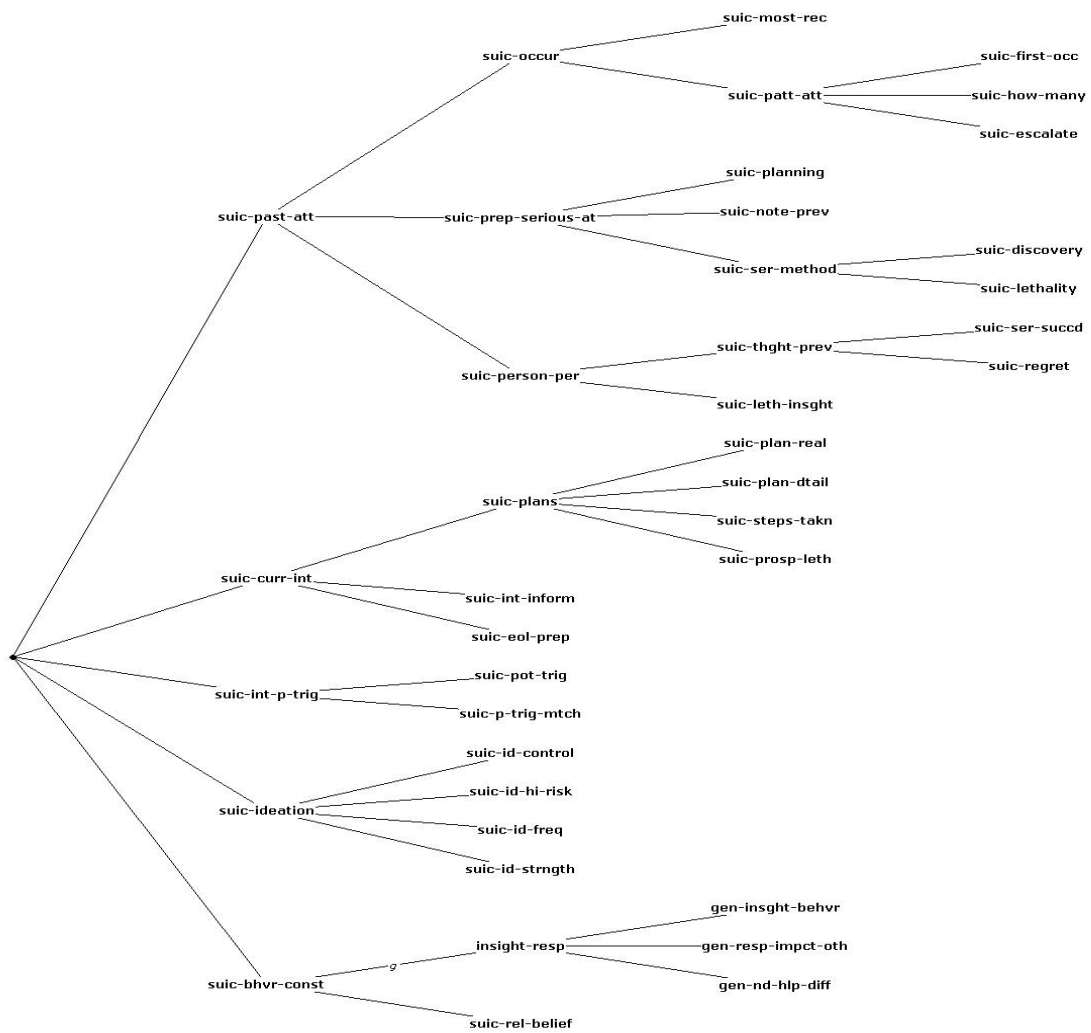 suic-most-rec
suic-occur
suic-first-occ
suic-patt-att
suic-how-many
suic-escalate
suic-planning
suic-past-att
suic-prep-serious-at
suic-note-prev
suic-discovery
suic-ser-method
suic-lethality
suic-ser-succd
suic-thght-prev
suic-regret
suic-person-per
suic-leth-insght
suic-plan-real
suic-plan-dtail
suic-plans
suic-steps-takn
suic-prosp-leth
suic-curr-int
suic-int-inform
suic-eol-prep
suic-pot-trig
suic-int-p-trig
suic-p-trig-mtch
suic-id-control
suic-id-hi-risk
suic-ideation
suic-id-freq
suic-id-strngth
gen-insght-behvr
insight-resp
gen-resp-impct-oth
g
suic-bhvr-const
gen-nd-hlp-diff
suic-rel-belief